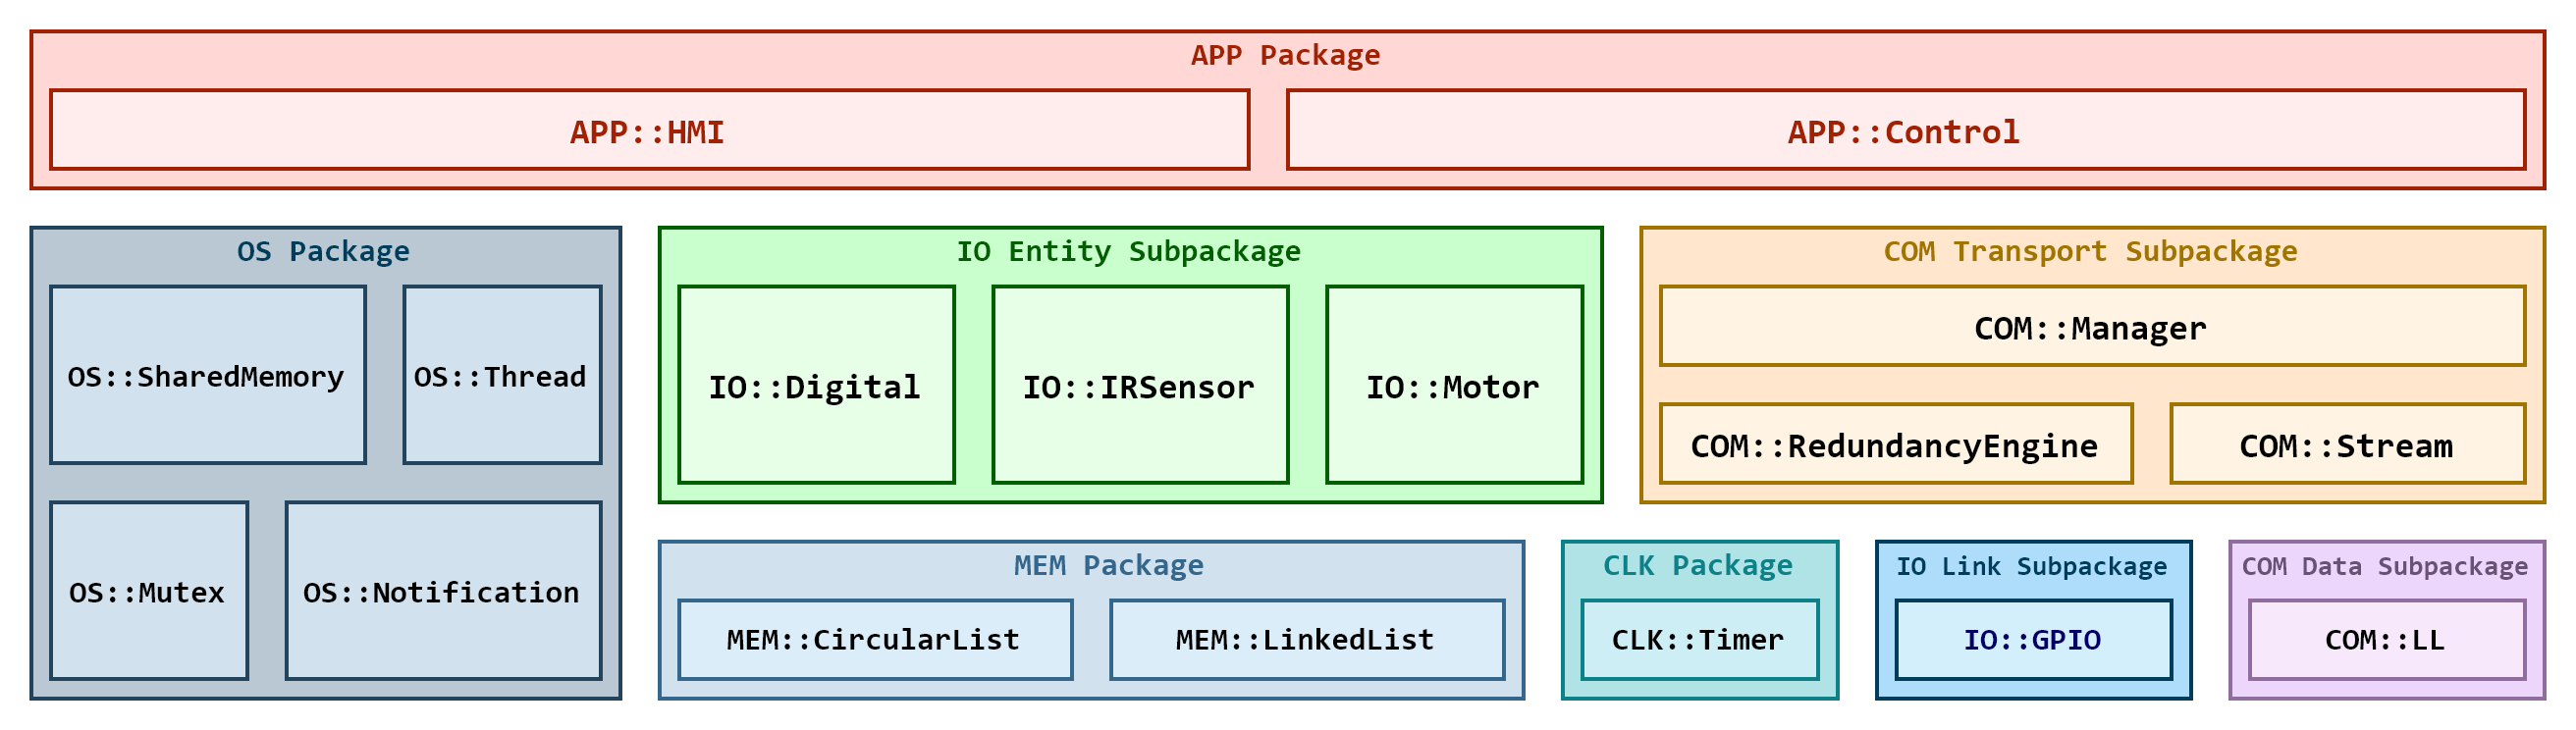 APP Package
APP::HMI
APP::Control
OS Package
OS::SharedMemory
OS::Thread
OS::Mutex
OS::Notification
IO Entity Subpackage
IO::Digital
IO::IRSensor
IO::Motor
COM Transport Subpackage
COM::Manager
COM::RedundancyEngine
COM::Stream
MEM Package
MEM::CircularList
MEM::LinkedList
CLK Package
CLK::Timer
IO Link Subpackage
IO::GPIO
COM Data Subpackage
COM::LL